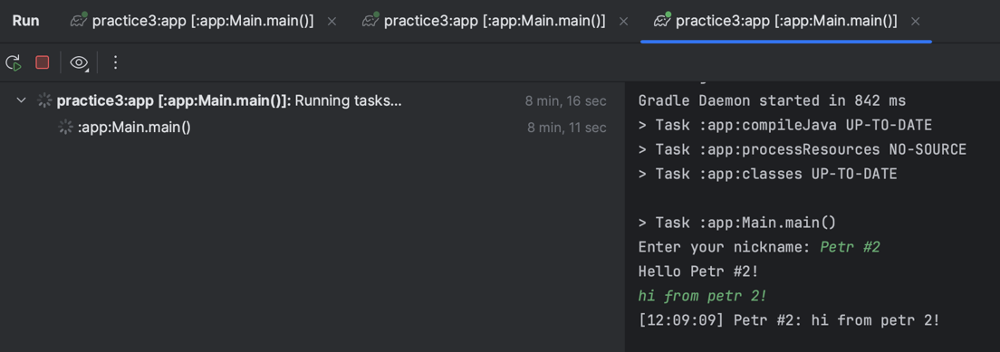 Run practice3:app [:app:Main.main()] practice3:app [:app:Main.main()] practice3:app [:app:Main.main()]
practice3:app [:app:Main.main()]: Running tasks... 8 min, 16 sec
:app:Main.main() 8 min, 11 sec
Gradle Daemon started in 842 ms
> Task :app:compileJava UP-TO-DATE
> Task :app:processResources NO-SOURCE
> Task :app:classes UP-TO-DATE
> Task :app:Main.main()
Enter your nickname: Petr #2
Hello Petr #2!
hi from petr 2!
[12:09:09] Petr #2: hi from petr 2!